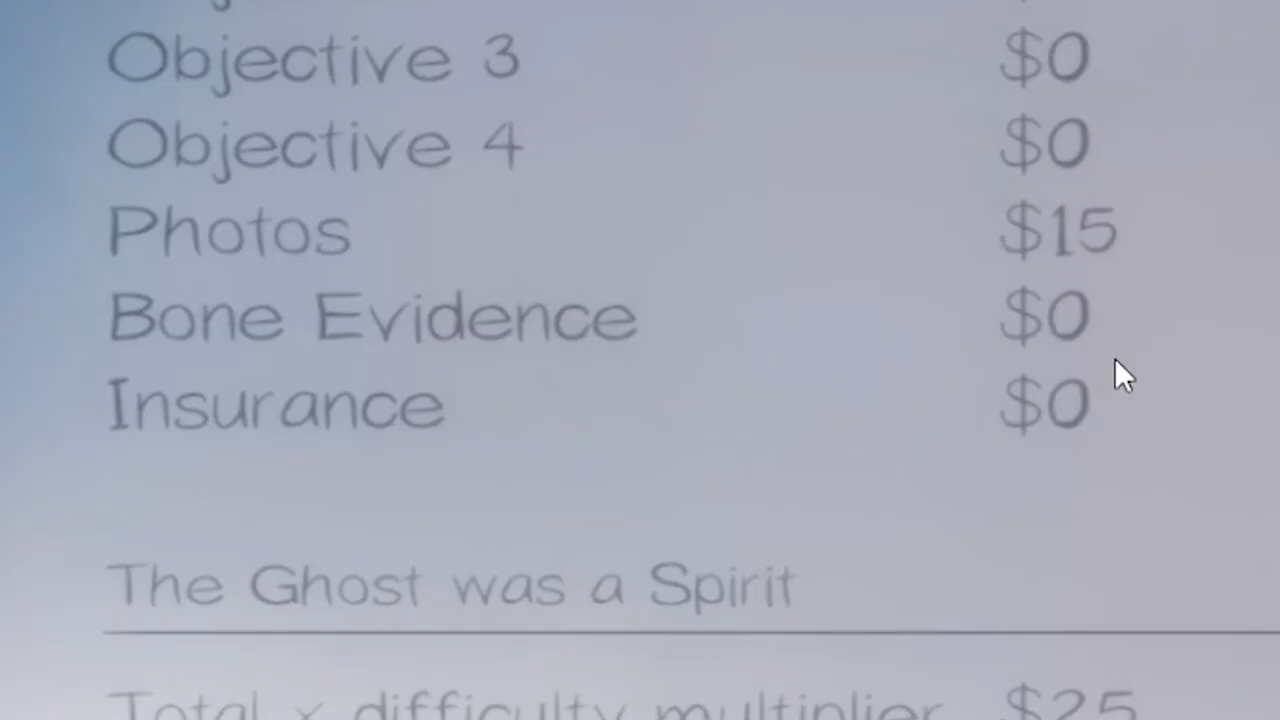 Objective 3 $0
Objective 4 $0
Photos $15
Bone Evidence $0
Insurance $0
The Ghost was a Spirit
Total x difficulty multiplier $25